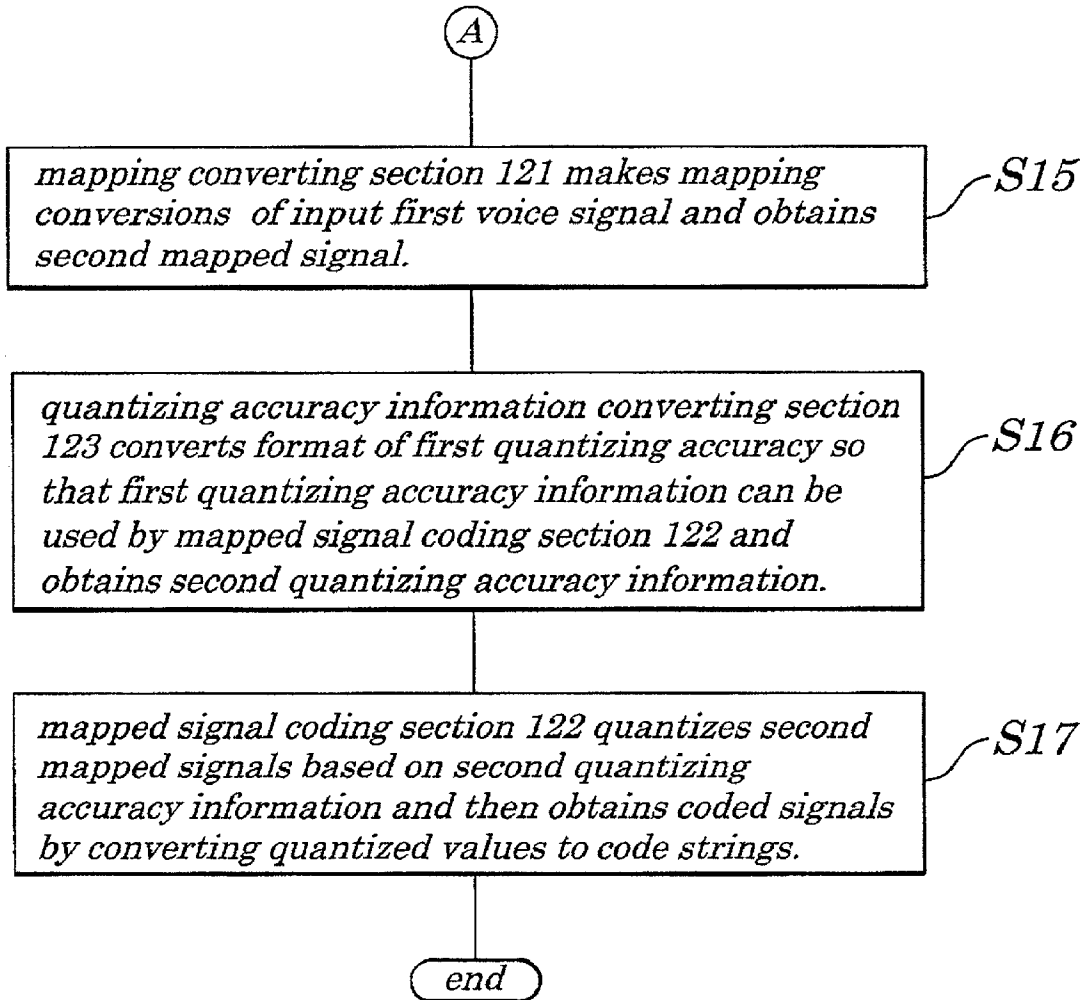 A
mapping converting section 121 makes mapping
conversions of input first voice signal and obtains
second mapped signal.
S15
quantizing accuracy information converting section
123 converts format of first quantizing accuracy so
that first quantizing accuracy information can be
used by mapped signal coding section 122 and
obtains second quantizing accuracy information.
S16
mapped signal coding section 122 quantizes second
mapped signals based on second quantizing
accuracy information and then obtains coded signals
by converting quantized values to code strings.
S17
end